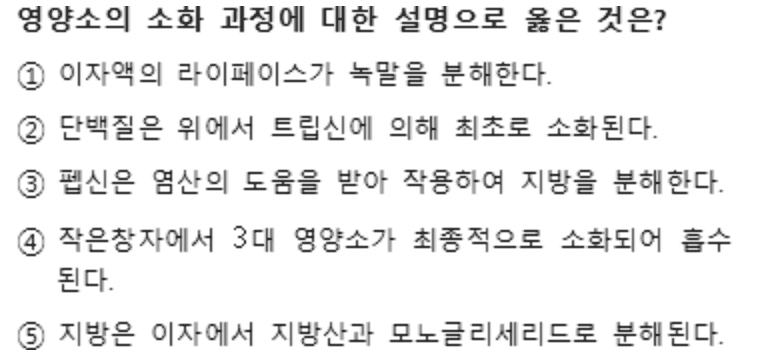 영양소의 소화 과정에 대한 설명으로 옳은 것은?
① 이자액의 라이페이스가 녹말을 분해한다.
② 단백질은 위에서 트립신에 의해 최초로 소화된다.
③ 펩신은 염산의 도움을 받아 작용하여 지방을 분해한다.
④ 작은창자에서 3대 영양소가 최종적으로 소화되어 흡수
된다.
⑤ 지방은 이자에서 지방산과 모노글리세리드로 분해된다.